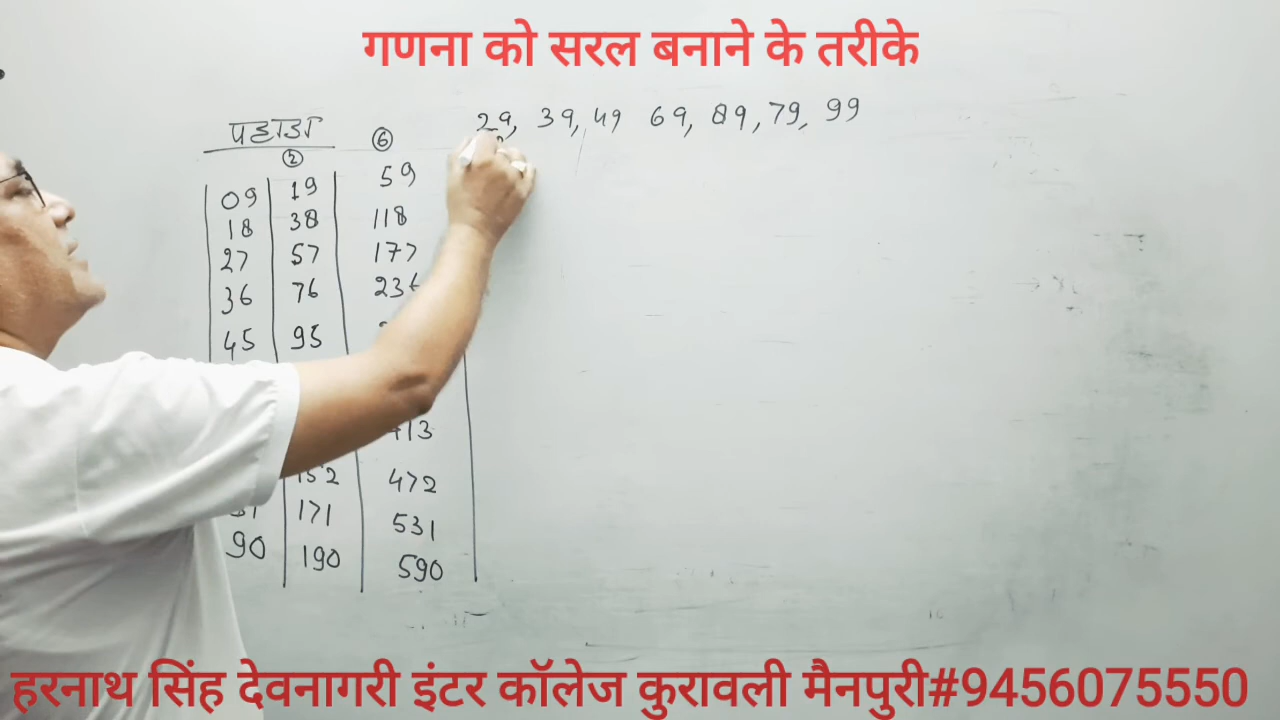 गणना को सरल बनाने के तरीके
29, 39, 49 69, 89, 79, 99
पहाड़ा
② ⑥
09 19 59
18 38 118
27 57 177
36 76 236
45 95
413
152 472
171 531
90 190 590
हरनाथ सिंह देवनागरी इंटर कॉलेज कुरावली मैनपुरी#9456075550